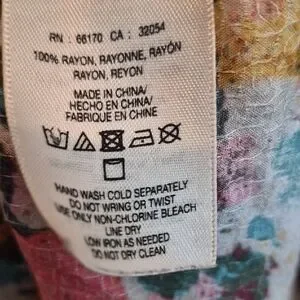 RN : 66170 CA : 32054
100% RAYON, RAYONNE, RAYÓN
RAYON, REYON
MADE IN CHINA/
HECHO EN CHINA/
FABRIQUE EN CHINE
HAND WASH COLD SEPARATELY
DO NOT WRING OR TWIST
USE ONLY NON-CHLORINE BLEACH
LINE DRY
LOW IRON AS NEEDED
DO NOT DRY CLEAN